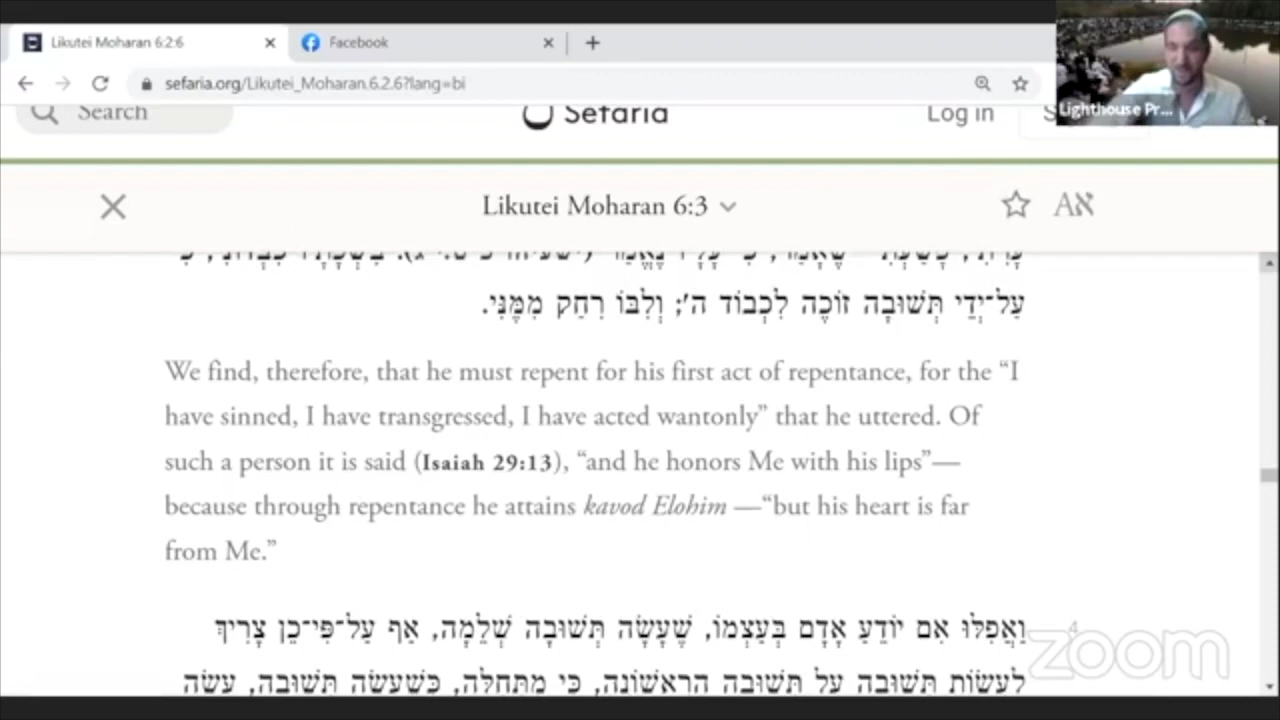 Likutei Moharan 6:2:6
Facebook
sefaria.org/Likutei_Moharan.6.2.6?lang=bi
Search
Sefaria
Log in
S
Lighthouse Pr...
Likutei Moharan 6:3
Aא
עַל־יְדֵי תְּשׁוּבָה זוֹכֶה לִכְבוֹד ה'; וְלִבּוֹ רִחַק מִמֶּנִּי.
We find, therefore, that he must repent for his first act of repentance, for the “I
have sinned, I have transgressed, I have acted wantonly” that he uttered. Of
such a person it is said (Isaiah 29:13), “and he honors Me with his lips”—
because through repentance he attains kavod Elohim —“but his heart is far
from Me.”
וַאֲפִלּוּ אִם יוֹדֵעַ אָדָם בְּעַצְמוֹ, שֶׁעָשָׂה תְּשׁוּבָה שְׁלֵמָה, אַף עַל־פִּי־כֵן צָרִיךְ
לַעֲשׂוֹת תְּשׁוּבָה עַל תְּשׁוּבָה הָרִאשׁוֹנָה, כִּי מִתְּחִלָּה, כְּשֶׁעָשָׂה תְּשׁוּבָה, עָשָׂה
zoom